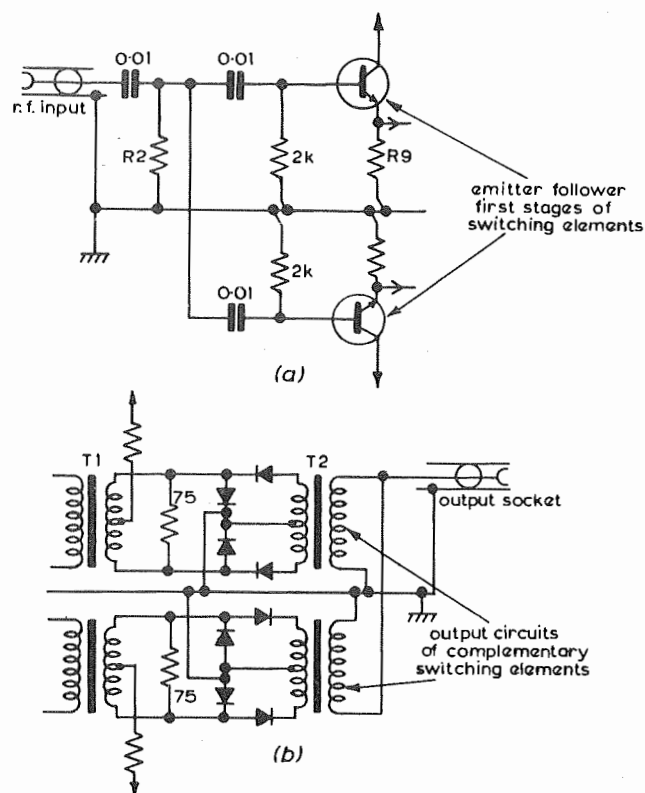 0·01
0·01
r.f. input
R2
2k
R9
emitter follower
first stages of
switching elements
2k
0·01
(a)
T1
T2
75
output socket
output circuits
of complementary
switching elements
75
(b)